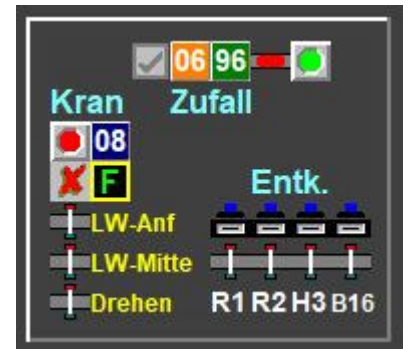 06 96
Kran Zufall
08
F
Entk.
LW-Anf
LW-Mitte
Drehen R1 R2 H3 B16